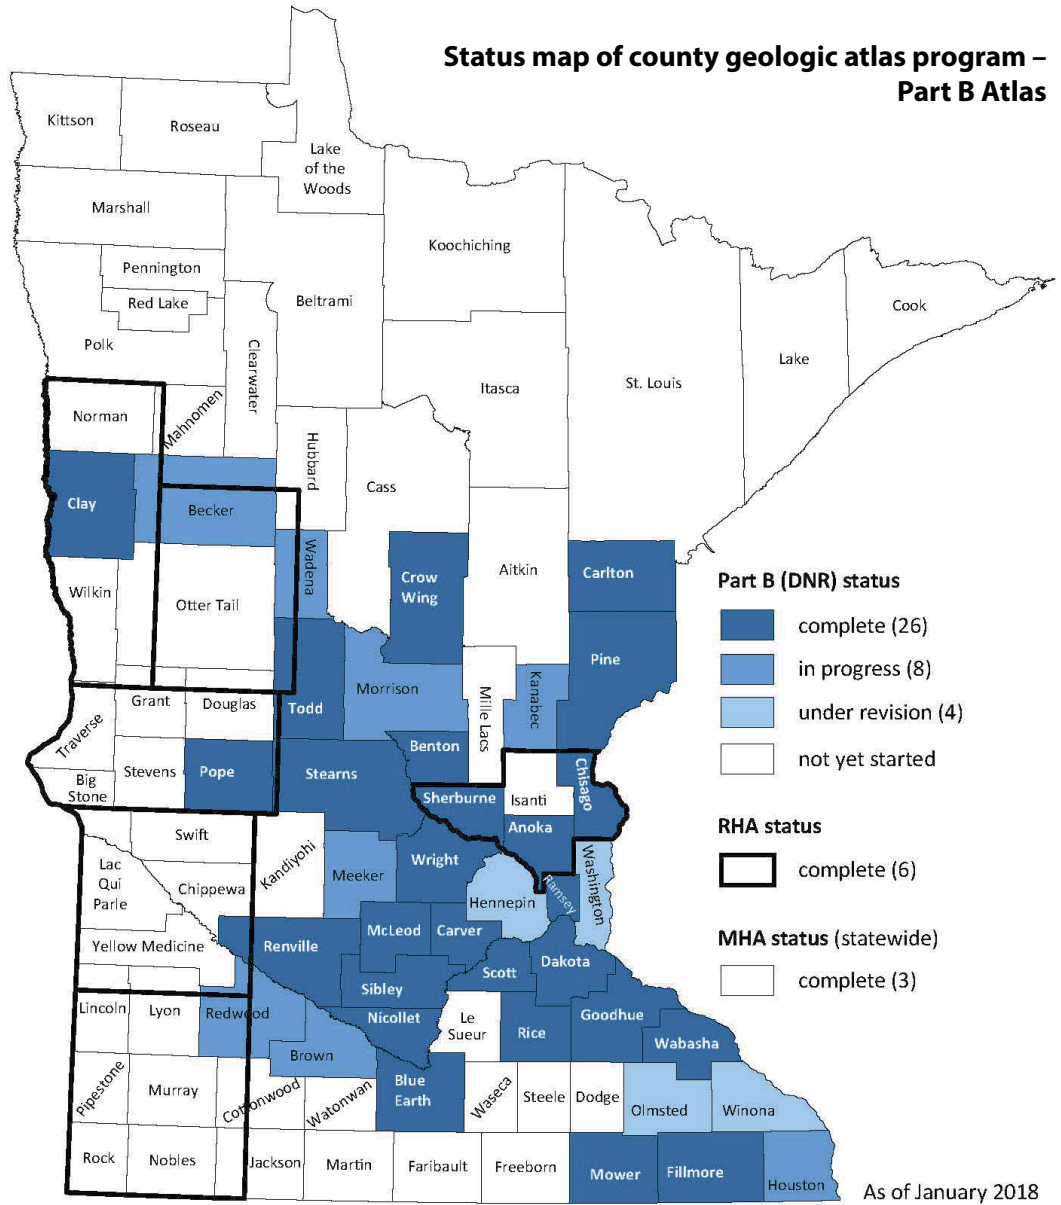 Status map of county geologic atlas program –
Part B Atlas
Kittson
Roseau
Lake
of the
Woods
Marshall
Koochiching
Pennington
Red Lake
Beltrami
Cook
Polk
Clearwater
Lake
St. Louis
Itasca
Norman
Mahnomen
Hubbard
Cass
Clay
Becker
Wadena
Crow
Wing
Aitkin
Carlton
Wilkin
Otter Tail
Pine
Morrison
Kanabec
Mille Lacs
Grant
Douglas
Todd
Traverse
Benton
Stevens
Pope
Stearns
Big
Stone
Sherburne
Isanti
Chisago
Anoka
Swift
Kandiyohi
Wright
Lac
Qui
Parle
Meeker
Chippewa
Hennepin
Ramsey
Washington
Yellow Medicine
Renville
McLeod
Carver
Dakota
Scott
Sibley
Lincoln
Lyon
Redwood
Nicollet
Le
Sueur
Rice
Goodhue
Wabasha
Brown
Pipestone
Murray
Cottonwood
Watonwan
Blue
Earth
Waseca
Steele
Dodge
Olmsted
Winona
Rock
Nobles
Jackson
Martin
Faribault
Freeborn
Mower
Fillmore
Houston
Part B (DNR) status
complete (26)
in progress (8)
under revision (4)
not yet started
RHA status
complete (6)
MHA status (statewide)
complete (3)
As of January 2018